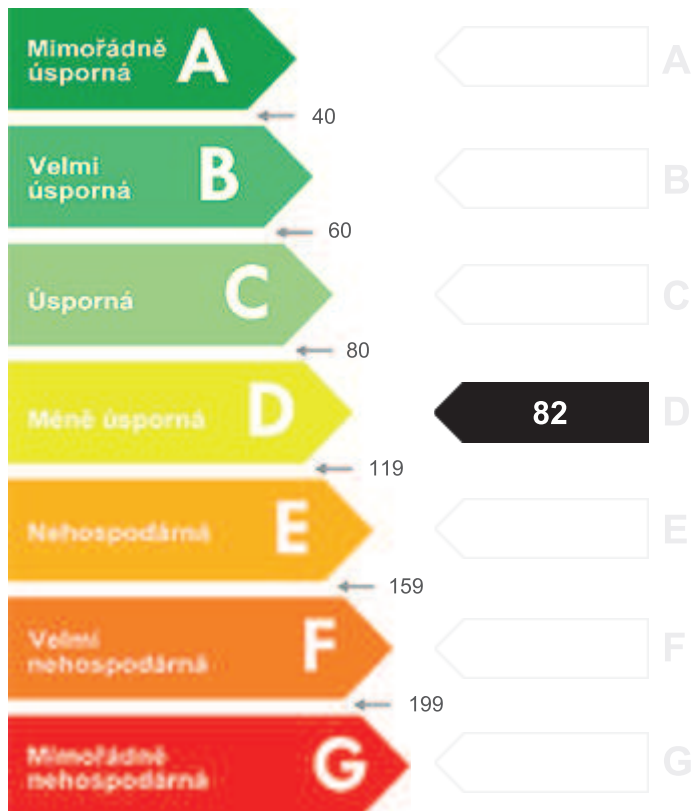 Mimořádně
úsporná
A
A
40
Velmi
úsporná
B
B
60
Úsporná
C
C
80
Méně úsporná
D
82
D
119
Nehospodárná
E
E
159
Velmi
nehospodárná
F
F
199
Mimořádně
nehospodárná
G
G